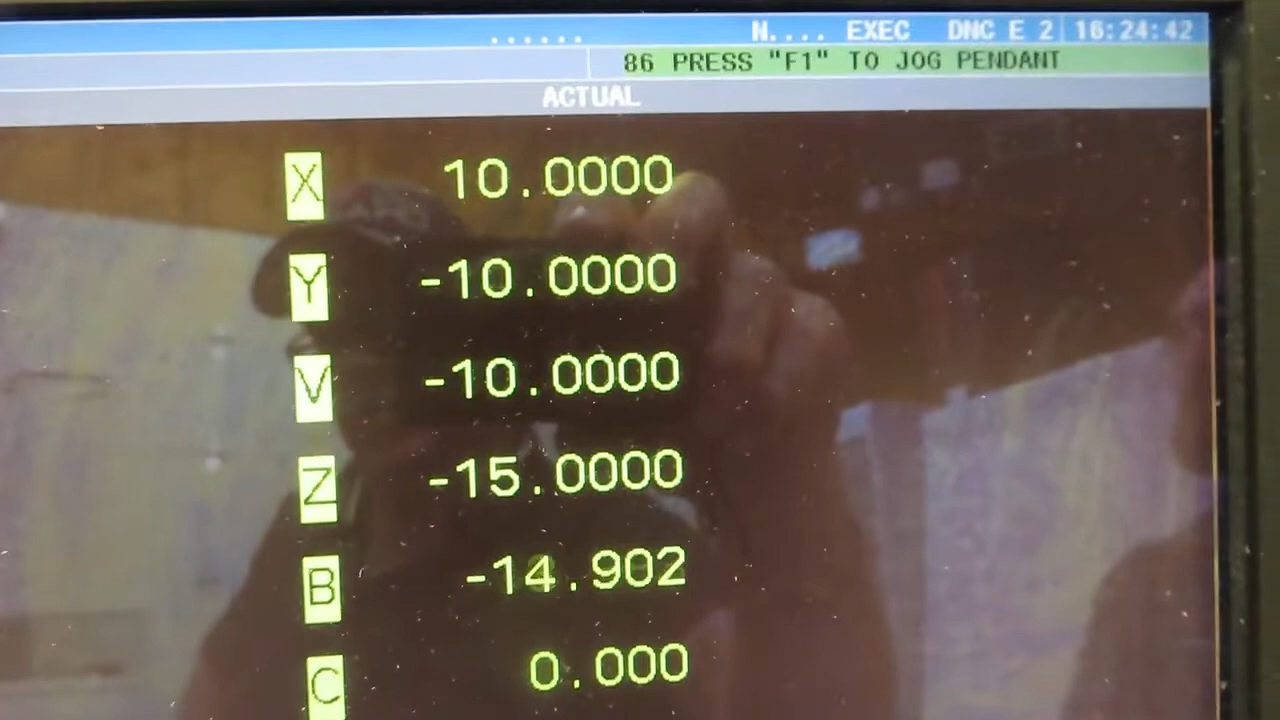 ...... N.... EXEC DNC E 2 16:24:42
86 PRESS "F1" TO JOG PENDANT
ACTUAL
X 10.0000
Y -10.0000
V -10.0000
Z -15.0000
B -14.902
C 0.000